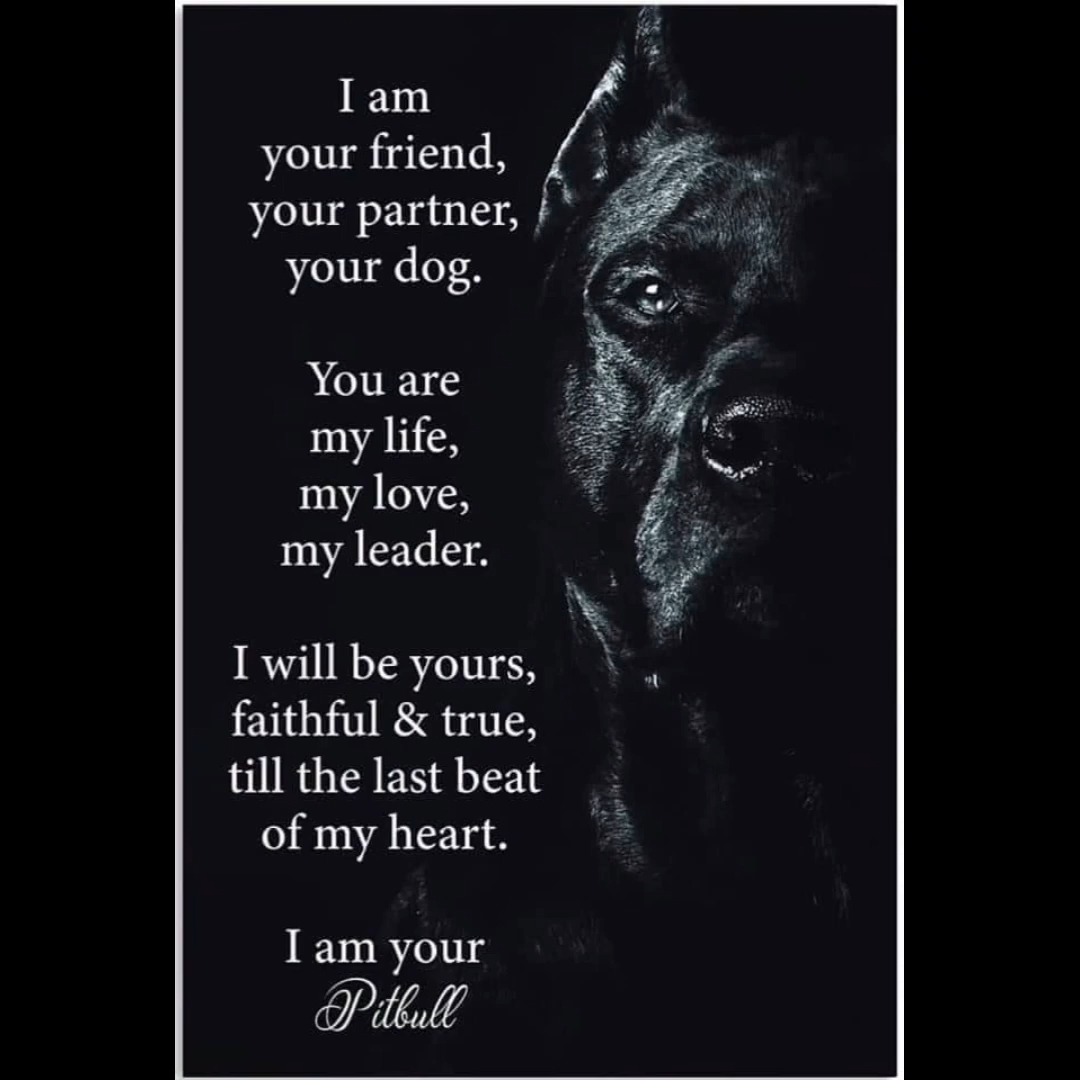 I am
your friend,
your partner,
your dog.
You are
my life,
my love,
my leader.
I will be yours,
faithful & true,
till the last beat
of my heart.
I am your
Pitbull